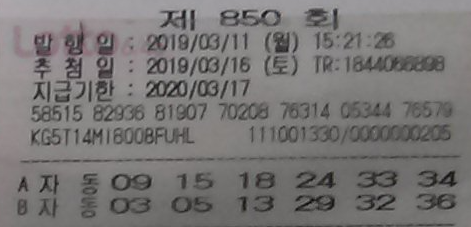 제 850 회
발 행 일 : 2019/03/11 (월) 15:21:26
추 첨 일 : 2019/03/16 (토) TR:1844066898
지급기한 : 2020/03/17
58515 82936 81907 70208 76314 05344 76579
KG5T14MI800BFUHL 111001330/0000000205
A 자 동 09 15 18 24 33 34
B 자 동 03 05 13 29 32 36